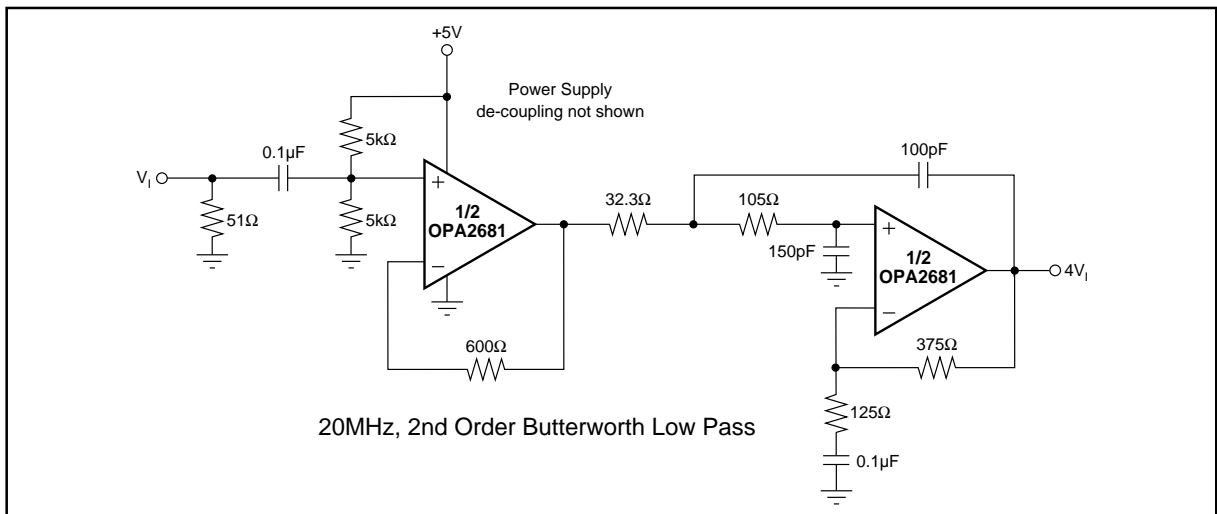 +5V
Power Supply
de-coupling not shown
5kΩ
0.1µF
V_I
51Ω
5kΩ
+
1/2
OPA2681
−
600Ω
32.3Ω
105Ω
100pF
150pF
+
1/2
OPA2681
−
4V_I
375Ω
125Ω
0.1µF
20MHz, 2nd Order Butterworth Low Pass